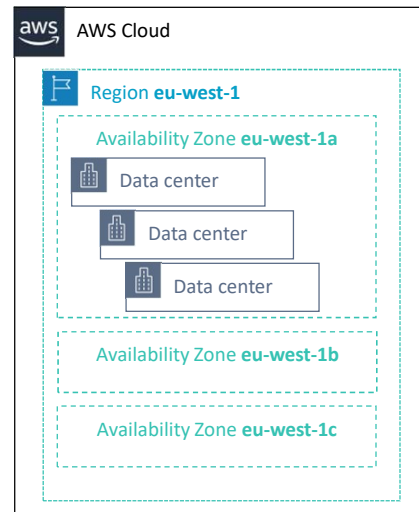 aws
AWS Cloud
Region eu-west-1
Availability Zone eu-west-1a
Data center
Data center
Data center
Availability Zone eu-west-1b
Availability Zone eu-west-1c